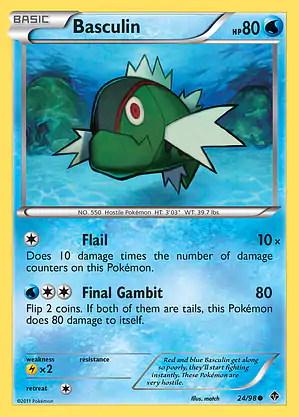 BASIC
Basculin
HP80
NO. 550 Hostile Pokémon HT: 3'03" WT: 39.7 lbs.
Flail 10×
Does 10 damage times the number of damage
counters on this Pokémon.
Final Gambit 80
Flip 2 coins. If both of them are tails, this Pokémon
does 80 damage to itself.
weakness
×2
resistance
retreat
Red and blue Basculin get along
so poorly, they'll start fighting
instantly. These Pokémon are
very hostile.
Illus. match
24/98
©2011 Pokémon